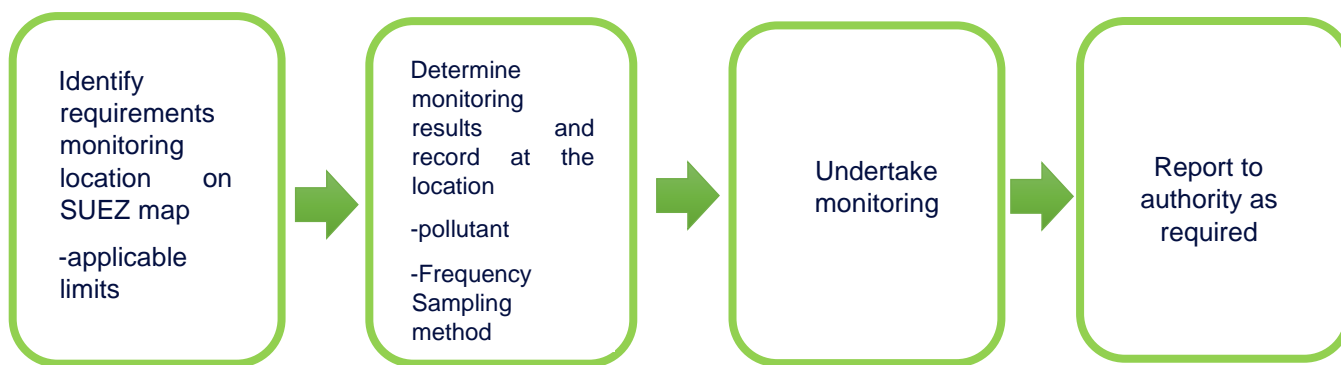 Identify
requirements
monitoring
location on
SUEZ map
-applicable
limits
Determine
monitoring
results and
record at the
location
-pollutant
-Frequency
Sampling
method
Undertake
monitoring
Report to
authority as
required